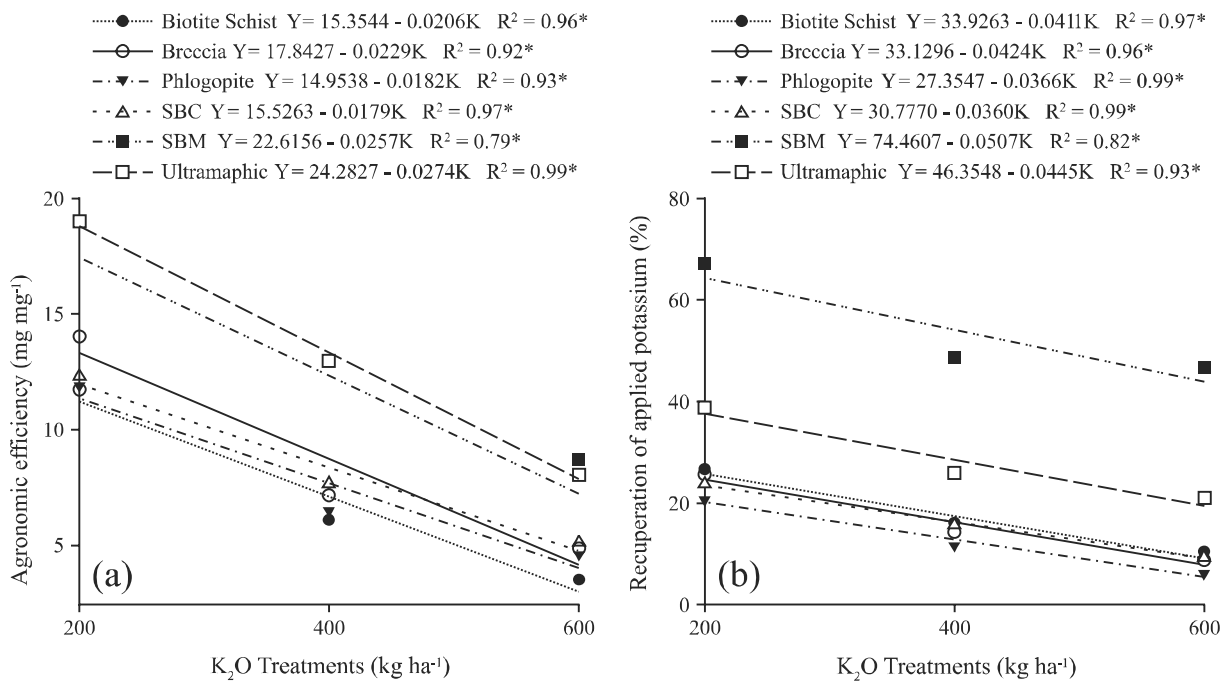 Biotite Schist Y= 15.3544 - 0.0206K R² = 0.96*
Breccia Y= 17.8427 - 0.0229K R² = 0.92*
Phlogopite Y= 14.9538 - 0.0182K R² = 0.93*
SBC Y= 15.5263 - 0.0179K R² = 0.97*
SBM Y= 22.6156 - 0.0257K R² = 0.79*
Ultramaphic Y= 24.2827 - 0.0274K R² = 0.99*
20
15
10
5
Agronomic efficiency (mg mg⁻¹)
(a)
200
400
600
K₂O Treatments (kg ha⁻¹)
Biotite Schist Y= 33.9263 - 0.0411K R² = 0.97*
Breccia Y= 33.1296 - 0.0424K R² = 0.96*
Phlogopite Y= 27.3547 - 0.0366K R² = 0.99*
SBC Y= 30.7770 - 0.0360K R² = 0.99*
SBM Y= 74.4607 - 0.0507K R² = 0.82*
Ultramaphic Y= 46.3548 - 0.0445K R² = 0.93*
80
60
40
20
0
Recuperation of applied potassium (%)
(b)
200
400
600
K₂O Treatments (kg ha⁻¹)